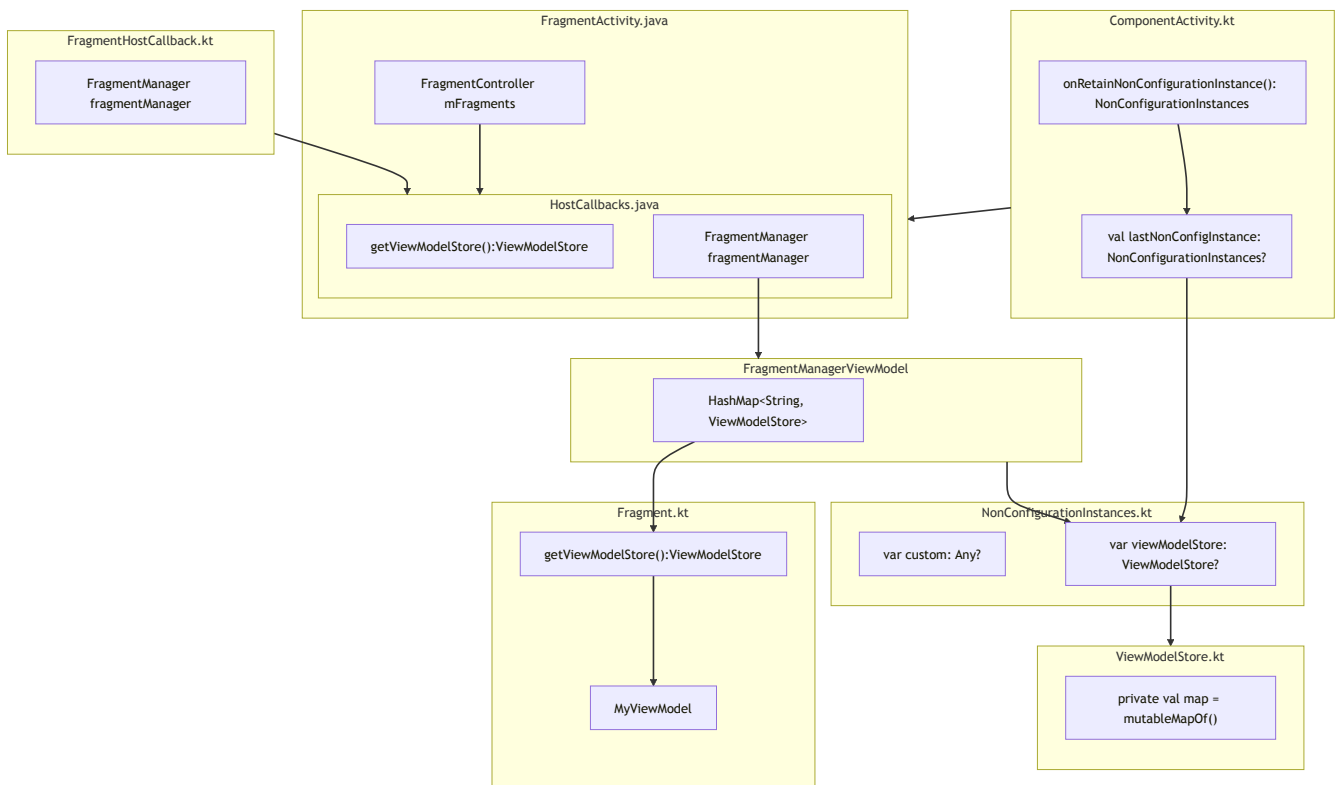 FragmentHostCallback.kt
FragmentManager
fragmentManager
FragmentActivity.java
FragmentController
mFragments
HostCallbacks.java
getViewModelStore():ViewModelStore
FragmentManager
fragmentManager
ComponentActivity.kt
onRetainNonConfigurationInstance():
NonConfigurationInstances
val lastNonConfigInstance:
NonConfigurationInstances?
FragmentManagerViewModel
HashMap<String,
ViewModelStore>
Fragment.kt
getViewModelStore():ViewModelStore
MyViewModel
NonConfigurationInstances.kt
var custom: Any?
var viewModelStore:
ViewModelStore?
ViewModelStore.kt
private val map =
mutableMapOf()